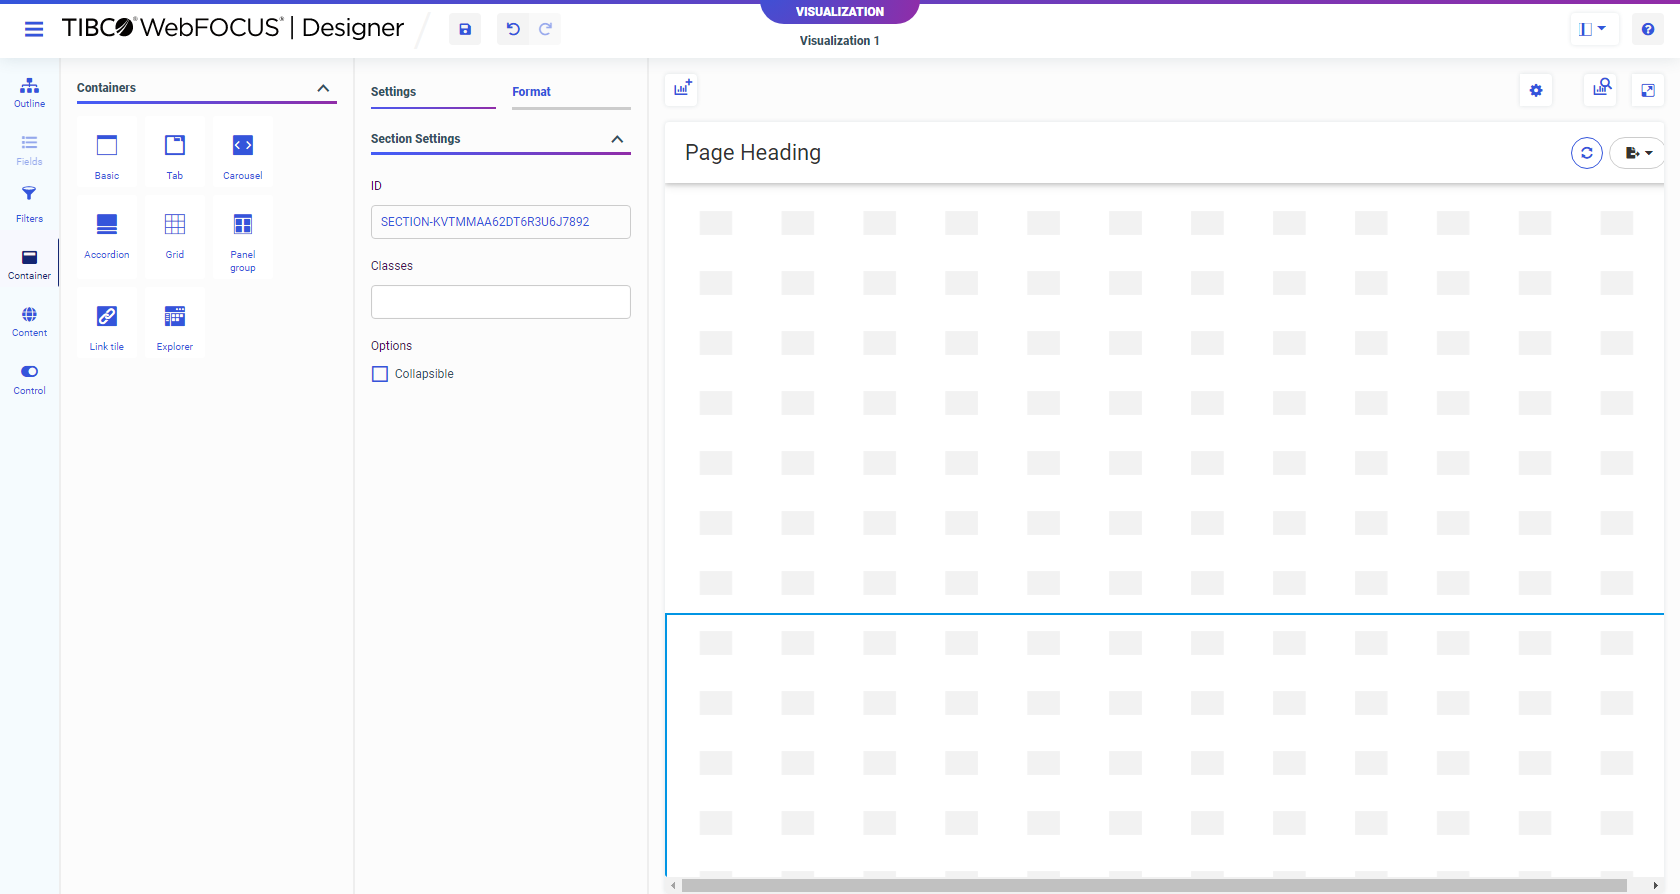 VISUALIZATION
TIBCO® WebFOCUS® | Designer
Visualization 1
Outline
Fields
Filters
Container
Content
Control
Containers
Basic
Tab
Carousel
Accordion
Grid
Panel
group
Link tile
Explorer
Settings
Format
Section Settings
ID
SECTION-KVTMMAA62DT6R3U6J7892
Classes
Options
Collapsible
Page Heading